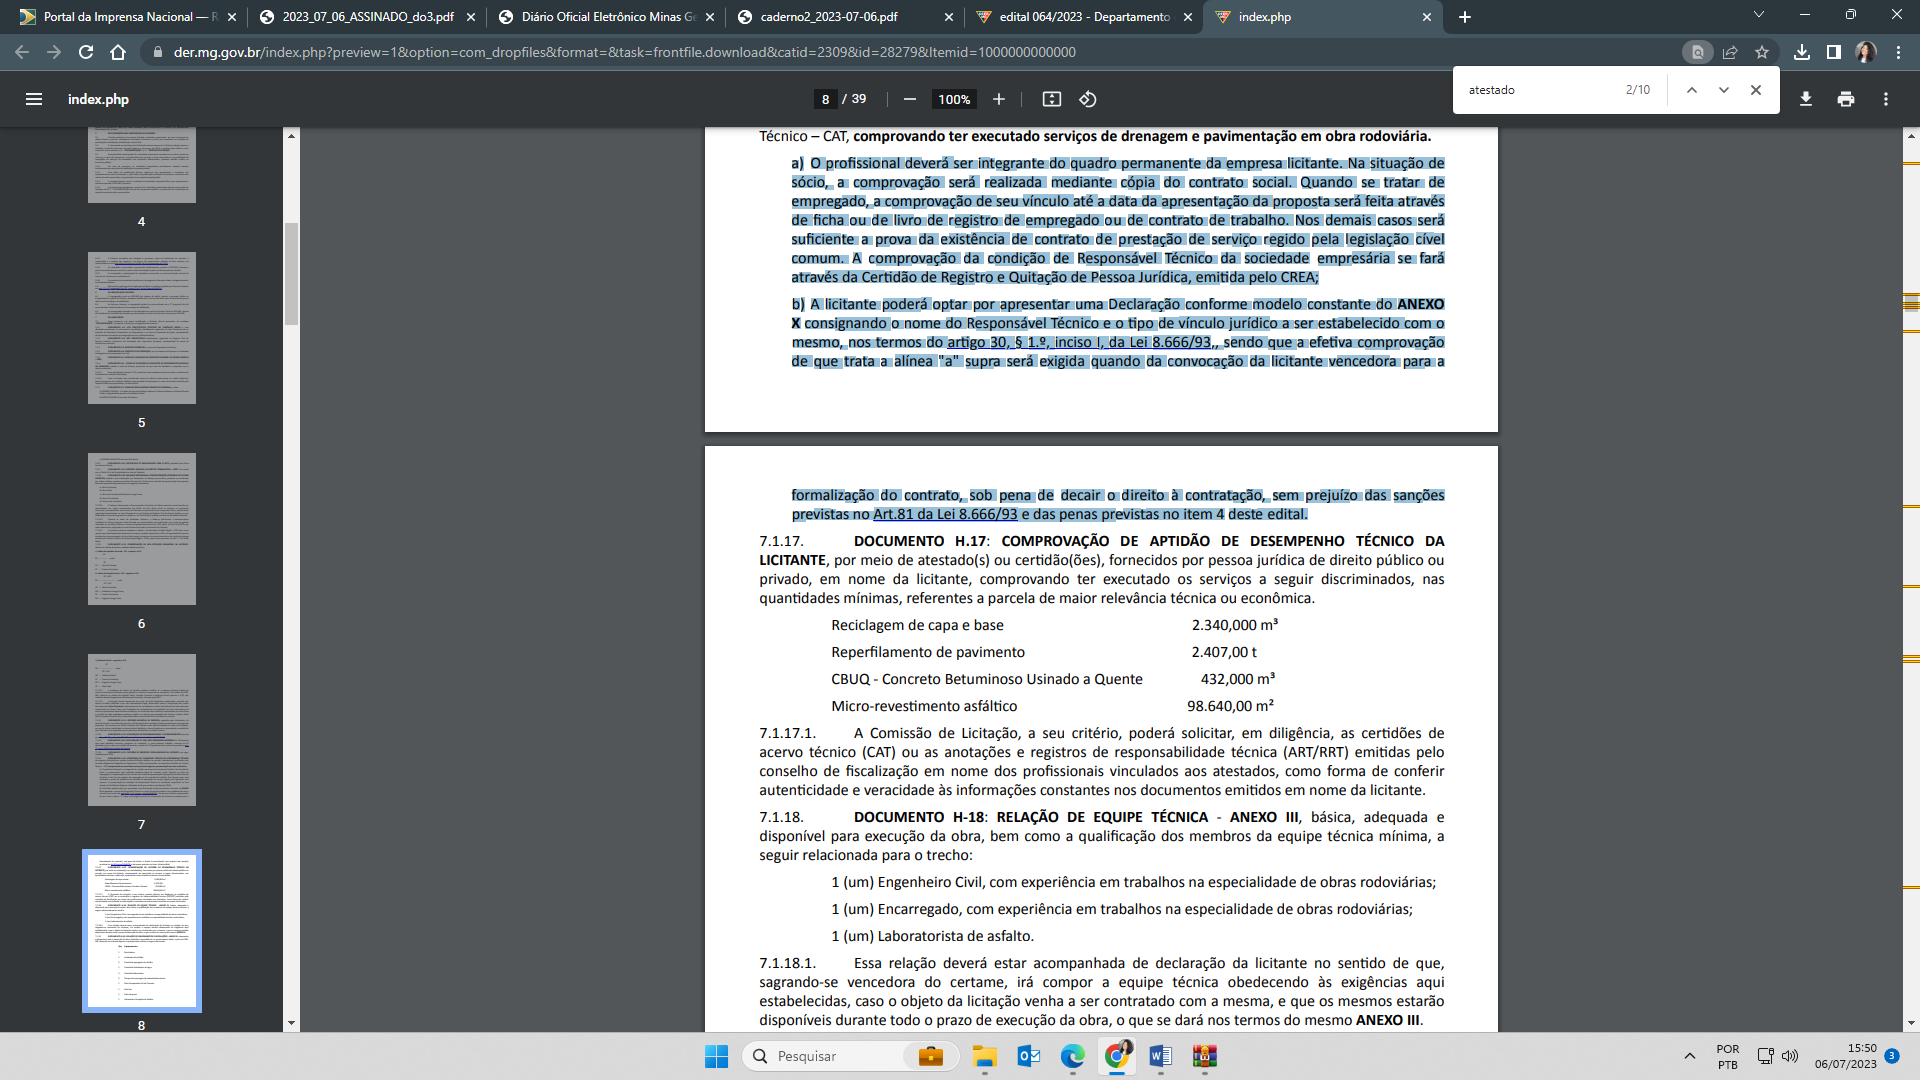 Portal da Imprensa Nacional — R
2023_07_06_ASSINADO_do3.pdf
Diário Oficial Eletrônico Minas Ge
caderno2_2023-07-06.pdf
edital 064/2023 - Departamento
index.php
der.mg.gov.br/index.php?preview=1&option=com_dropfiles&format=&task=frontfile.download&catid=2309&id=28279&Itemid=1000000000000
index.php
8 / 39
100%
atestado
2/10
4
5
6
7
8
Técnico – CAT, comprovando ter executado serviços de drenagem e pavimentação em obra rodoviária.
a) O profissional deverá ser integrante do quadro permanente da empresa licitante. Na situação de
sócio, a comprovação será realizada mediante cópia do contrato social. Quando se tratar de
empregado, a comprovação de seu vínculo até a data da apresentação da proposta será feita através
de ficha ou de livro de registro de empregado ou de contrato de trabalho. Nos demais casos será
suficiente a prova da existência de contrato de prestação de serviço regido pela legislação cível
comum. A comprovação da condição de Responsável Técnico da sociedade empresária se fará
através da Certidão de Registro e Quitação de Pessoa Jurídica, emitida pelo CREA;
b) A licitante poderá optar por apresentar uma Declaração conforme modelo constante do ANEXO
X consignando o nome do Responsável Técnico e o tipo de vínculo jurídico a ser estabelecido com o
mesmo, nos termos do artigo 30, § 1.º, inciso I, da Lei 8.666/93,, sendo que a efetiva comprovação
de que trata a alínea "a" supra será exigida quando da convocação da licitante vencedora para a
formalização do contrato, sob pena de decair o direito à contratação, sem prejuízo das sanções
previstas no Art.81 da Lei 8.666/93 e das penas previstas no item 4 deste edital.
7.1.17. DOCUMENTO H.17: COMPROVAÇÃO DE APTIDÃO DE DESEMPENHO TÉCNICO DA
LICITANTE, por meio de atestado(s) ou certidão(ões), fornecidos por pessoa jurídica de direito público ou
privado, em nome da licitante, comprovando ter executado os serviços a seguir discriminados, nas
quantidades mínimas, referentes a parcela de maior relevância técnica ou econômica.
Reciclagem de capa e base 2.340,000 m³
Reperfilamento de pavimento 2.407,00 t
CBUQ - Concreto Betuminoso Usinado a Quente 432,000 m³
Micro-revestimento asfáltico 98.640,00 m²
7.1.17.1. A Comissão de Licitação, a seu critério, poderá solicitar, em diligência, as certidões de
acervo técnico (CAT) ou as anotações e registros de responsabilidade técnica (ART/RRT) emitidas pelo
conselho de fiscalização em nome dos profissionais vinculados aos atestados, como forma de conferir
autenticidade e veracidade às informações constantes nos documentos emitidos em nome da licitante.
7.1.18. DOCUMENTO H-18: RELAÇÃO DE EQUIPE TÉCNICA - ANEXO III, básica, adequada e
disponível para execução da obra, bem como a qualificação dos membros da equipe técnica mínima, a
seguir relacionada para o trecho:
1 (um) Engenheiro Civil, com experiência em trabalhos na especialidade de obras rodoviárias;
1 (um) Encarregado, com experiência em trabalhos na especialidade de obras rodoviárias;
1 (um) Laboratorista de asfalto.
7.1.18.1. Essa relação deverá estar acompanhada de declaração da licitante no sentido de que,
sagrando-se vencedora do certame, irá compor a equipe técnica obedecendo às exigências aqui
estabelecidas, caso o objeto da licitação venha a ser contratado com a mesma, e que os mesmos estarão
disponíveis durante todo o prazo de execução da obra, o que se dará nos termos do mesmo ANEXO III.
Pesquisar
POR
PTB
15:50
06/07/2023
3